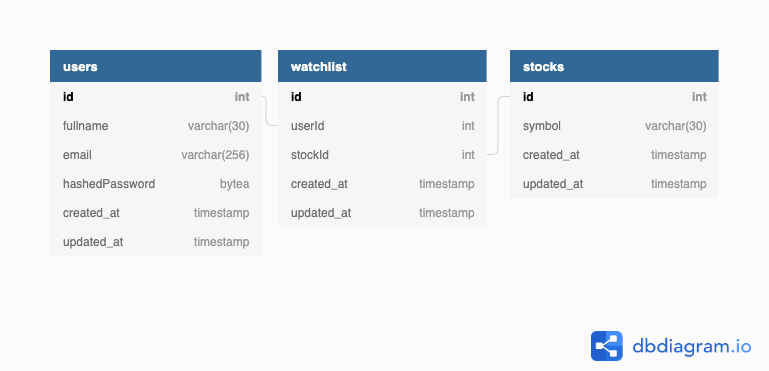 users
id int
fullname varchar(30)
email varchar(256)
hashedPassword bytea
created_at timestamp
updated_at timestamp
watchlist
id int
userId int
stockId int
created_at timestamp
updated_at timestamp
stocks
id int
symbol varchar(30)
created_at timestamp
updated_at timestamp
dbdiagram.io